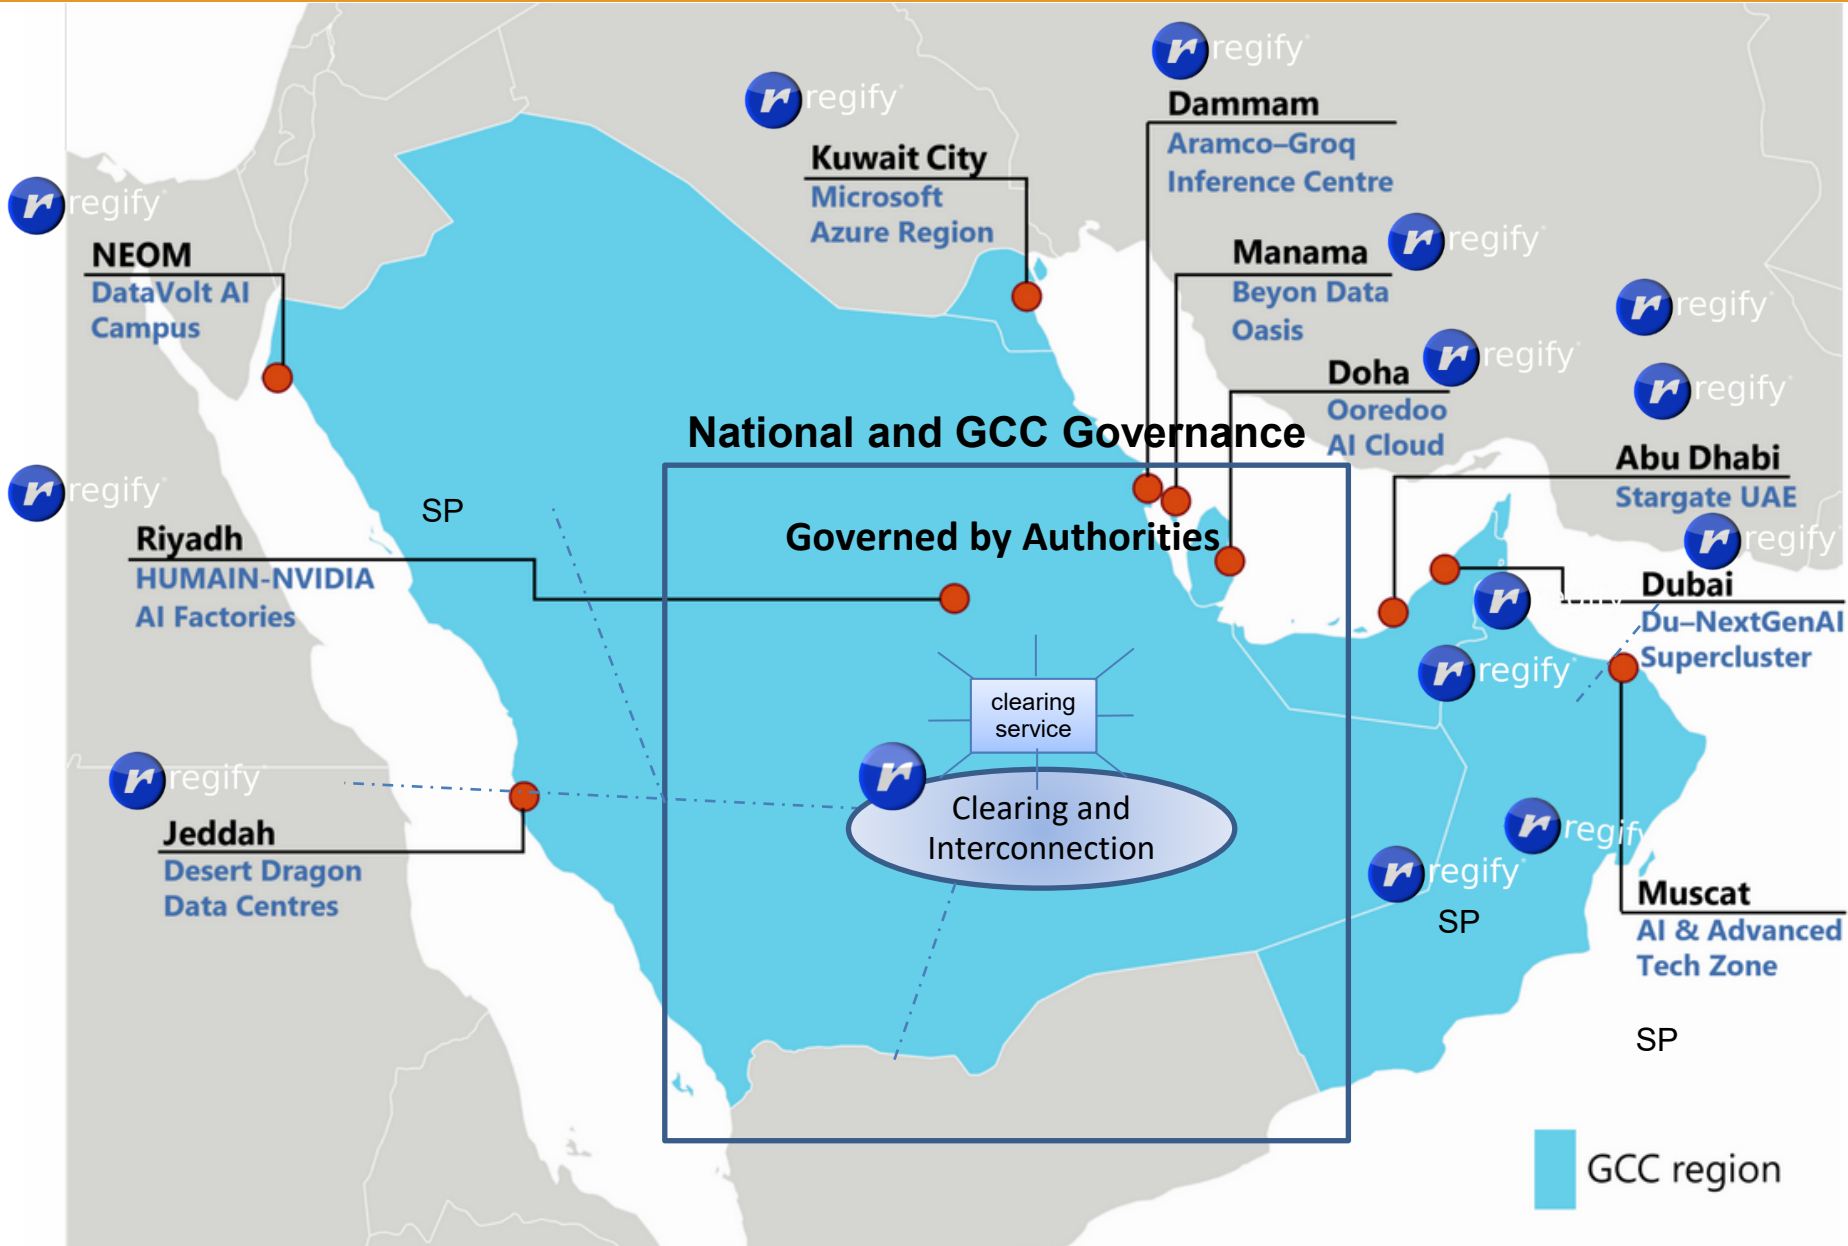 regify
Dammam
Aramco–Groq
Inference Centre
regify
Kuwait City
Microsoft
Azure Region
regify
NEOM
DataVolt AI
Campus
regify
Manama
Beyon Data
Oasis
regify
Doha
Ooredoo
AI Cloud
regify
regify
Abu Dhabi
Stargate UAE
National and GCC Governance
Governed by Authorities
regify
SP
Riyadh
HUMAIN-NVIDIA
AI Factories
regify
Dubai
Du–NextGenAI
Supercluster
regify
regify
clearing
service
r
Clearing and
Interconnection
regify
Jeddah
Desert Dragon
Data Centres
regify
regify
SP
Muscat
AI & Advanced
Tech Zone
SP
GCC region